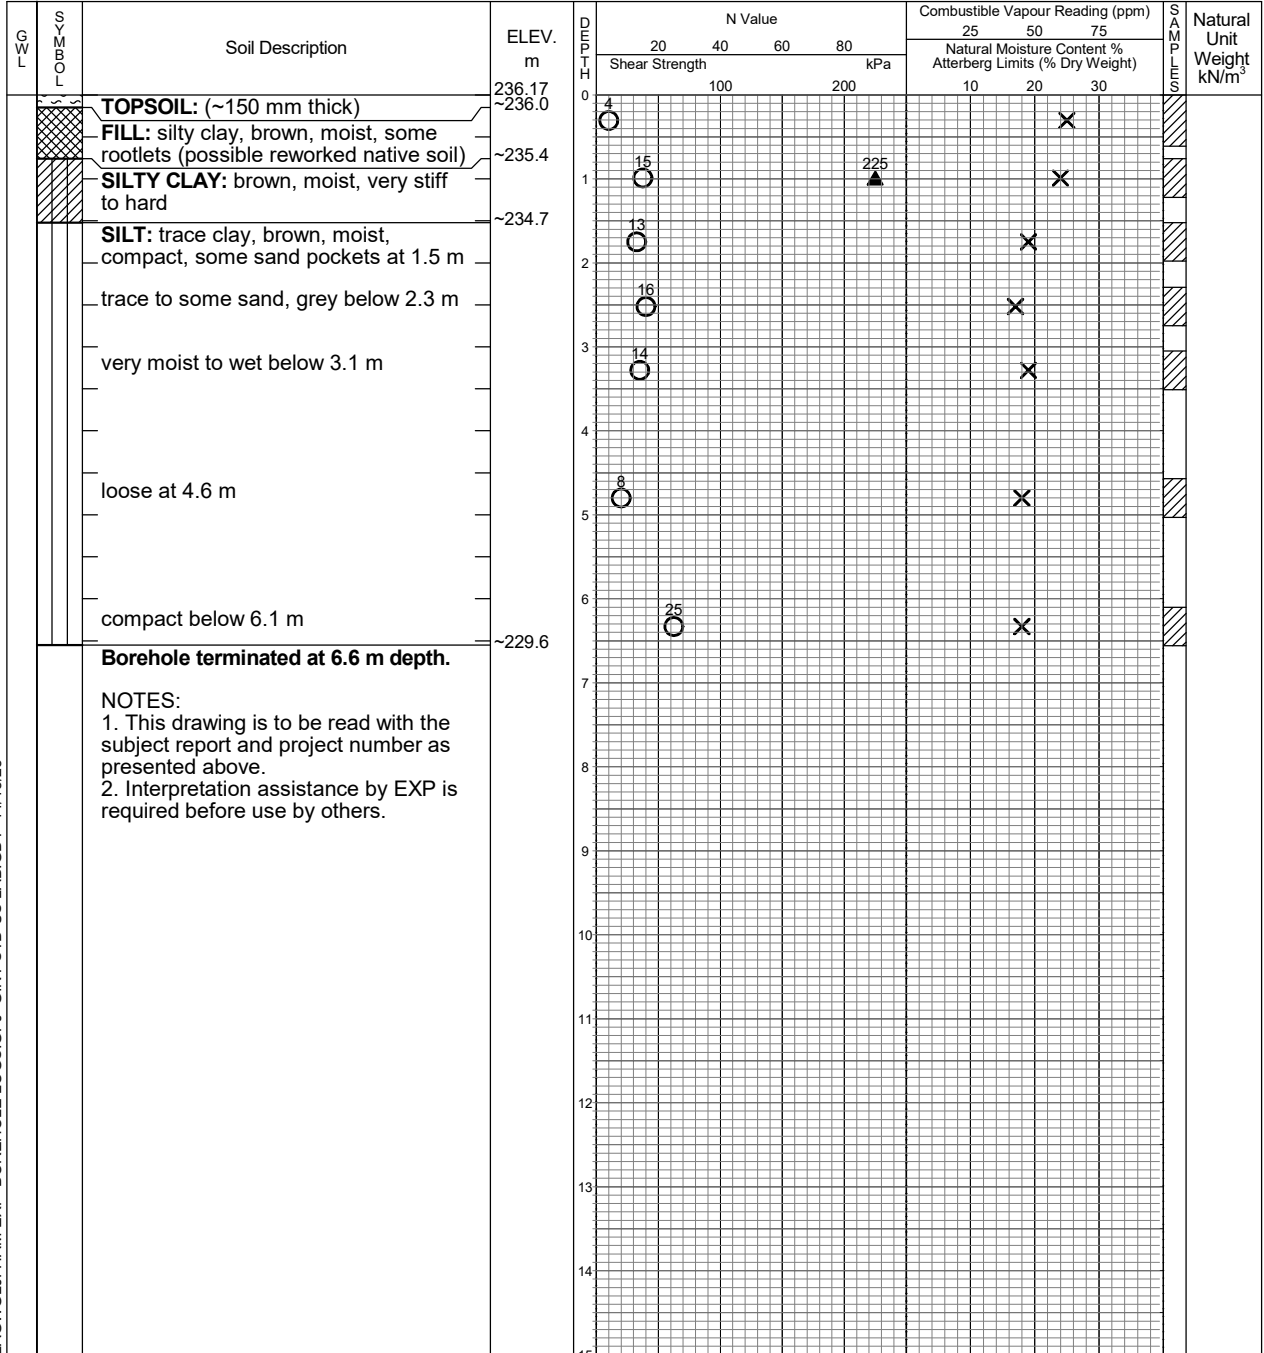 GWL
SYMBOL
Soil Description
ELEV.
m
DEPTH
N Value
20 40 60 80
Shear Strength kPa
100 200
Combustible Vapour Reading (ppm)
25 50 75
Natural Moisture Content %
Atterberg Limits (% Dry Weight)
10 20 30
SAMPLES
Natural
Unit
Weight
kN/m³
236.17
0
TOPSOIL: (~150 mm thick)
~236.0
4
FILL: silty clay, brown, moist, some
rootlets (possible reworked native soil)
~235.4
15
225
SILTY CLAY: brown, moist, very stiff
to hard
1
~234.7
13
SILT: trace clay, brown, moist,
compact, some sand pockets at 1.5 m
2
trace to some sand, grey below 2.3 m
16
3
14
very moist to wet below 3.1 m
4
8
loose at 4.6 m
5
6
25
compact below 6.1 m
~229.6
Borehole terminated at 6.6 m depth.
7
NOTES:
1. This drawing is to be read with the
subject report and project number as
presented above.
8
2. Interpretation assistance by EXP is
required before use by others.
9
10
11
12
13
14